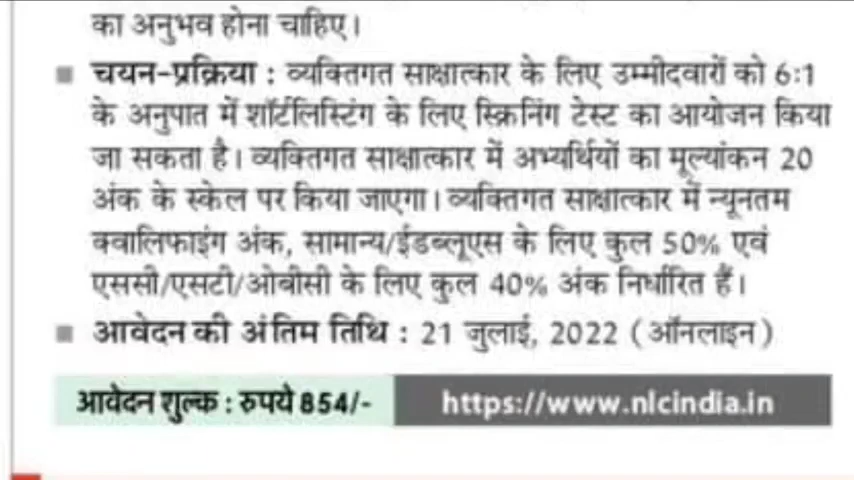 का अनुभव होना चाहिए।
■ चयन-प्रक्रिया : व्यक्तिगत साक्षात्कार के लिए उम्मीदवारों को 6:1
के अनुपात में शॉर्टलिस्टिंग के लिए स्क्रिनिंग टेस्ट का आयोजन किया
जा सकता है। व्यक्तिगत साक्षात्कार में अभ्यर्थियों का मूल्यांकन 20
अंक के स्केल पर किया जाएगा। व्यक्तिगत साक्षात्कार में न्यूनतम
क्वालिफाइंग अंक, सामान्य/ईडब्लूएस के लिए कुल 50% एवं
एससी/एसटी/ओबीसी के लिए कुल 40% अंक निर्धारित हैं।
■ आवेदन की अंतिम तिथि : 21 जुलाई, 2022 (ऑनलाइन)
आवेदन शुल्क : रुपये 854/- https://www.nlcindia.in